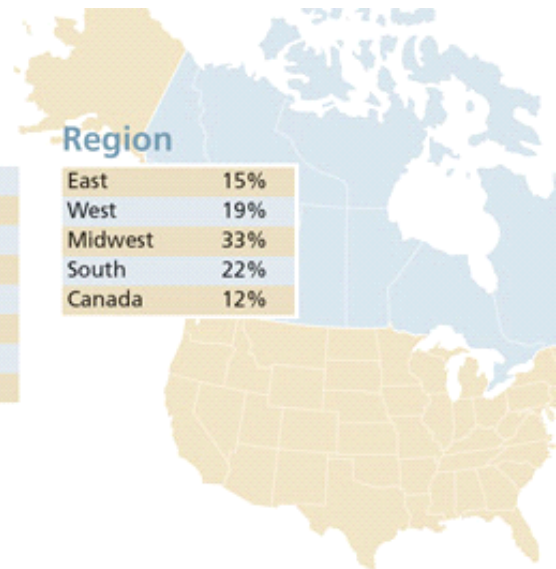 Region
East 15%
West 19%
Midwest 33%
South 22%
Canada 12%